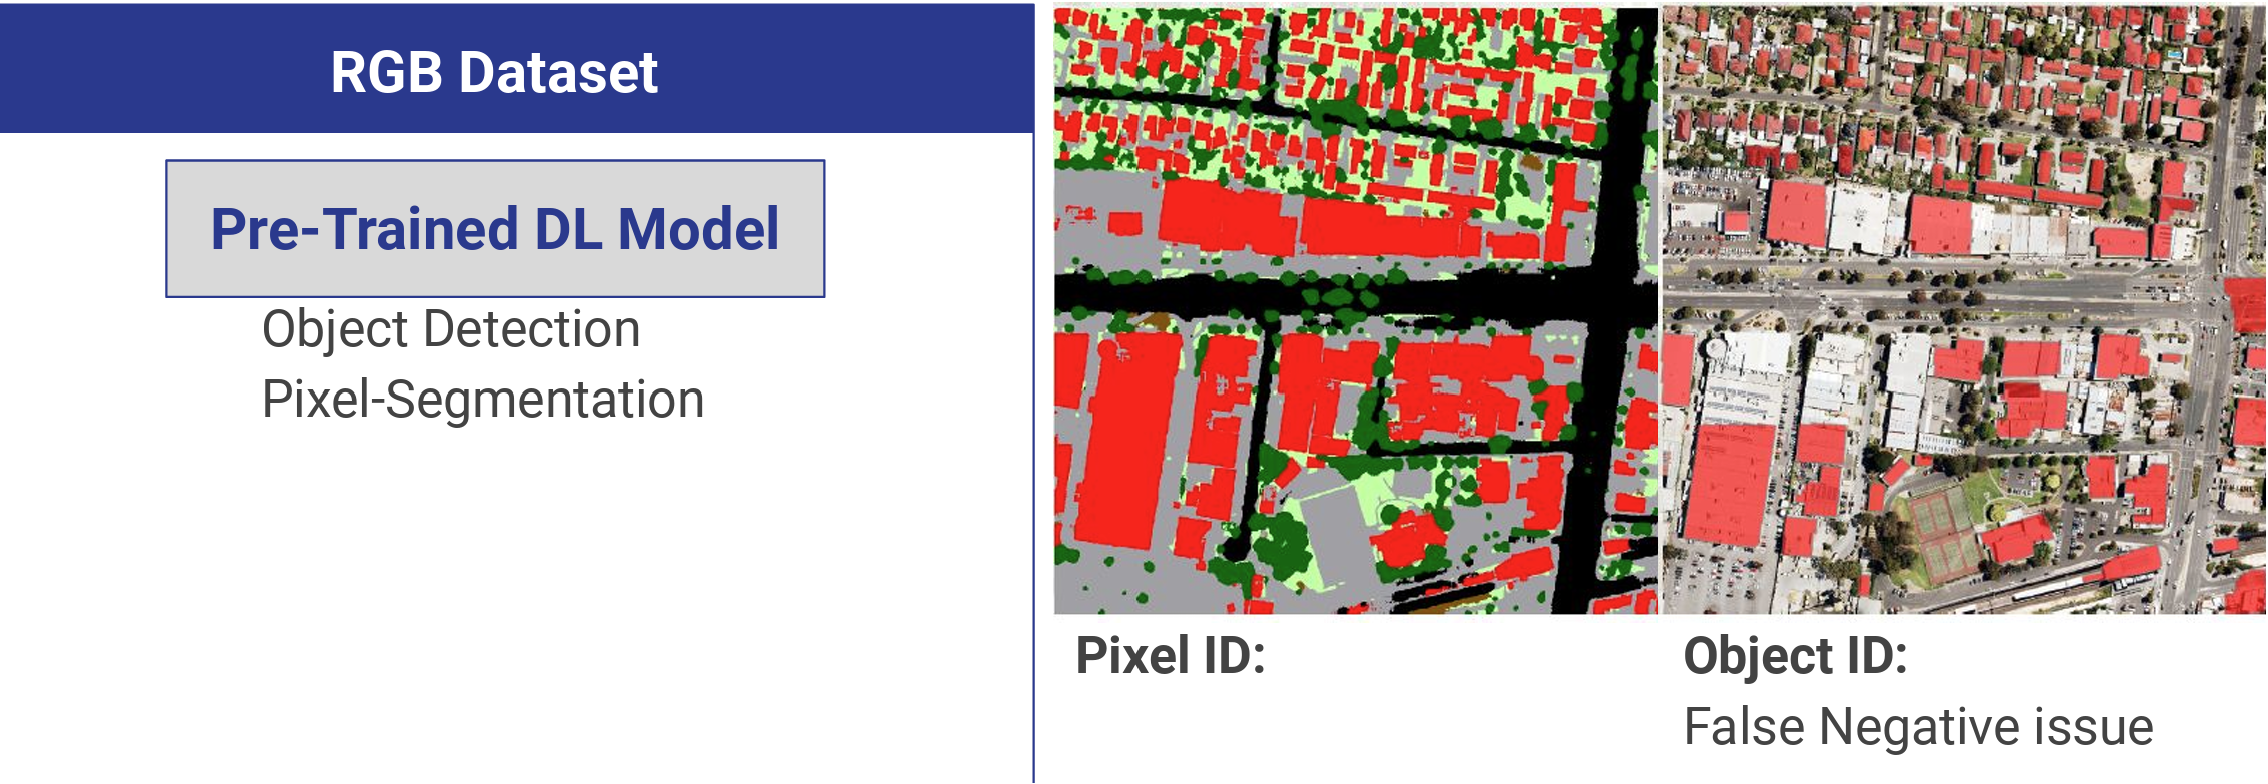 RGB Dataset
Pre-Trained DL Model
Object Detection
Pixel-Segmentation
Pixel ID:
Object ID:
False Negative issue